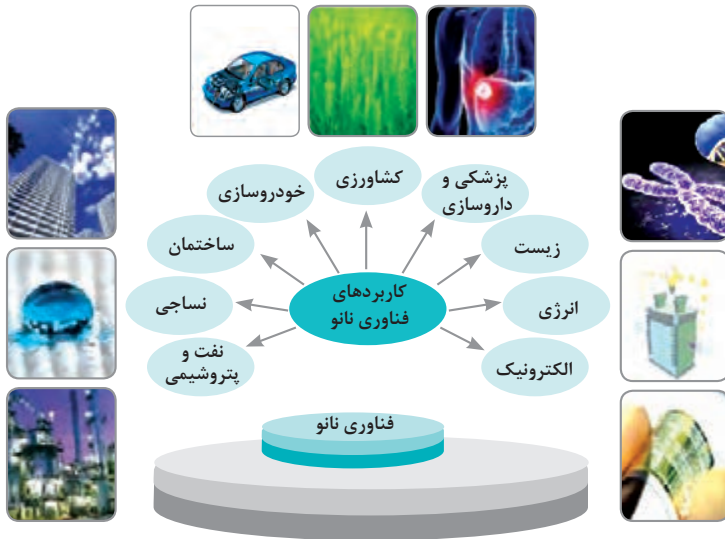 کشاورزی
پزشکی و
داروسازی
خودروسازی
زیست
ساختمان
کاربردهای
فناوری نانو
انرژی
نساجی
الکترونیک
نفت و
پتروشیمی
فناوری نانو